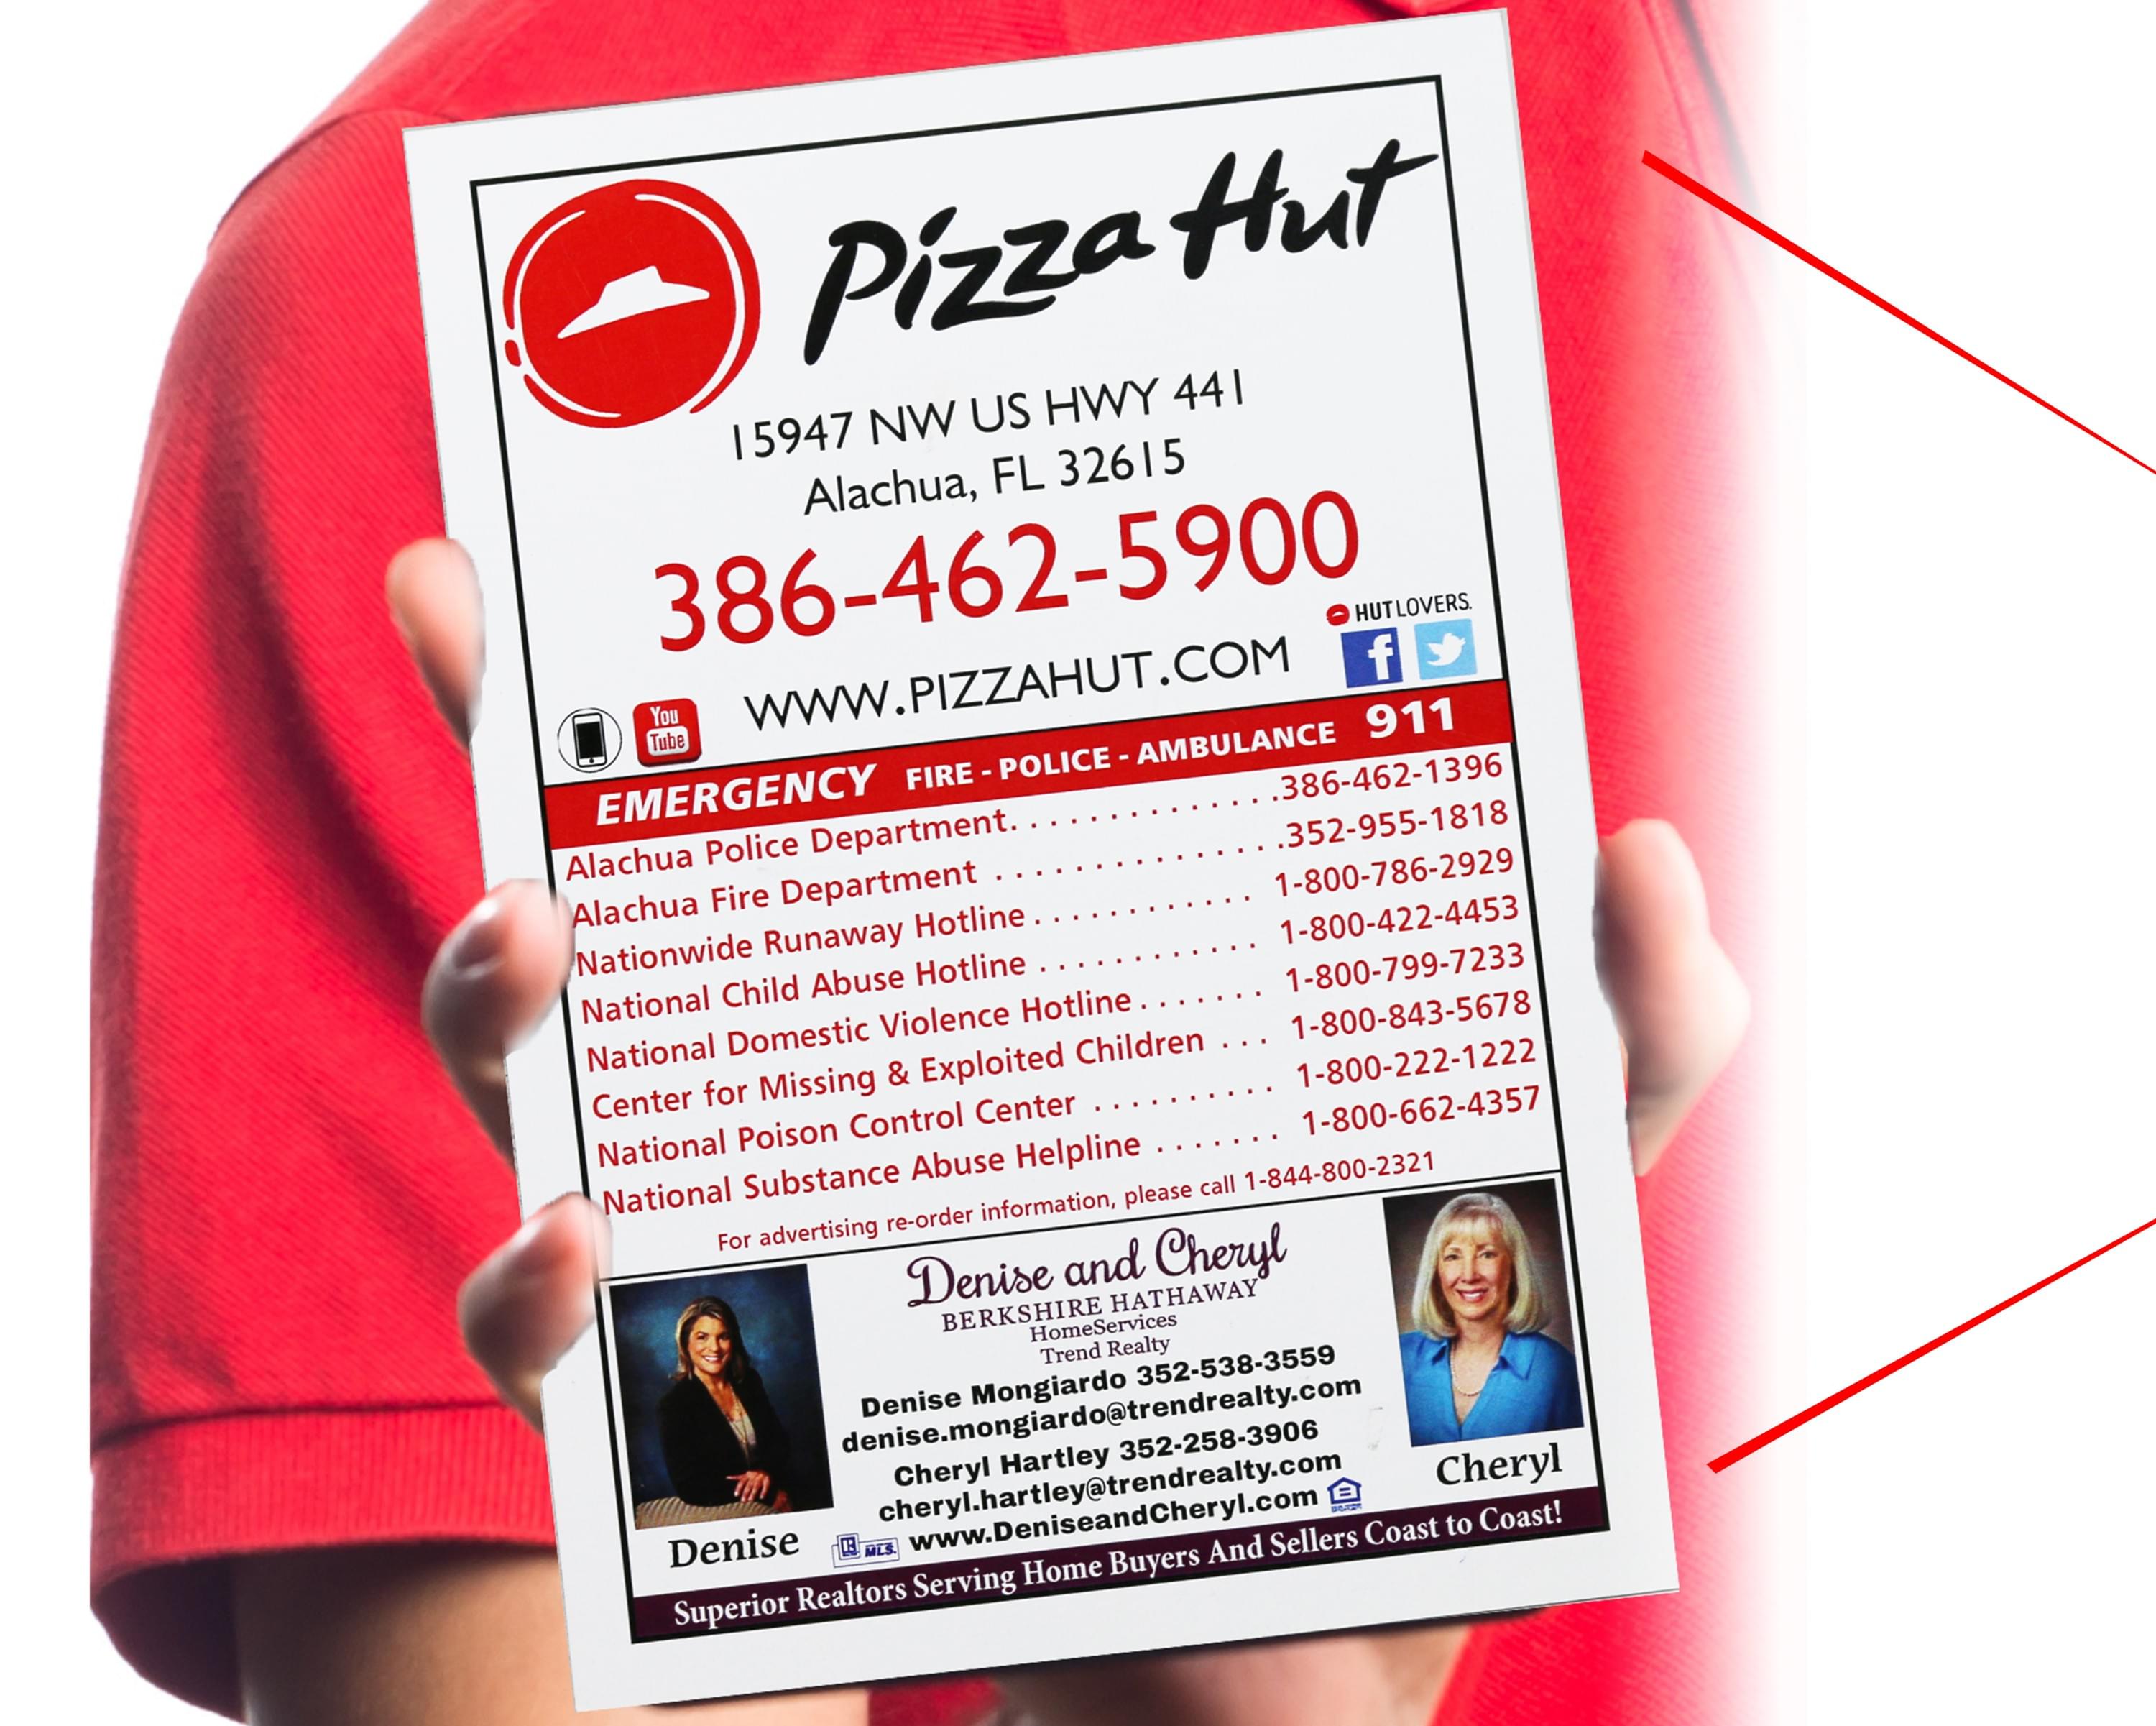 Pizza Hut
15947 NW US HWY 441
Alachua, FL 32615
386-462-5900
HUTLOVERS.
You
Tube
WWW.PIZZAHUT.COM
f
EMERGENCY FIRE - POLICE - AMBULANCE 911
Alachua Police Department. . . . . . . . . . . . . .386-462-1396
Alachua Fire Department . . . . . . . . . . . . . . .352-955-1818
Nationwide Runaway Hotline . . . . . . . . . . . . 1-800-786-2929
National Child Abuse Hotline . . . . . . . . . . . . 1-800-422-4453
National Domestic Violence Hotline . . . . . . . 1-800-799-7233
Center for Missing & Exploited Children . . . 1-800-843-5678
National Poison Control Center . . . . . . . . . . 1-800-222-1222
National Substance Abuse Helpline . . . . . . . 1-800-662-4357
For advertising re-order information, please call 1-844-800-2321
Denise and Cheryl
BERKSHIRE HATHAWAY
HomeServices
Trend Realty
Denise Mongiardo 352-538-3559
denise.mongiardo@trendrealty.com
Cheryl Hartley 352-258-3906
cheryl.hartley@trendrealty.com
Cheryl
Denise
R MLS. www.DeniseandCheryl.com
Superior Realtors Serving Home Buyers And Sellers Coast to Coast!